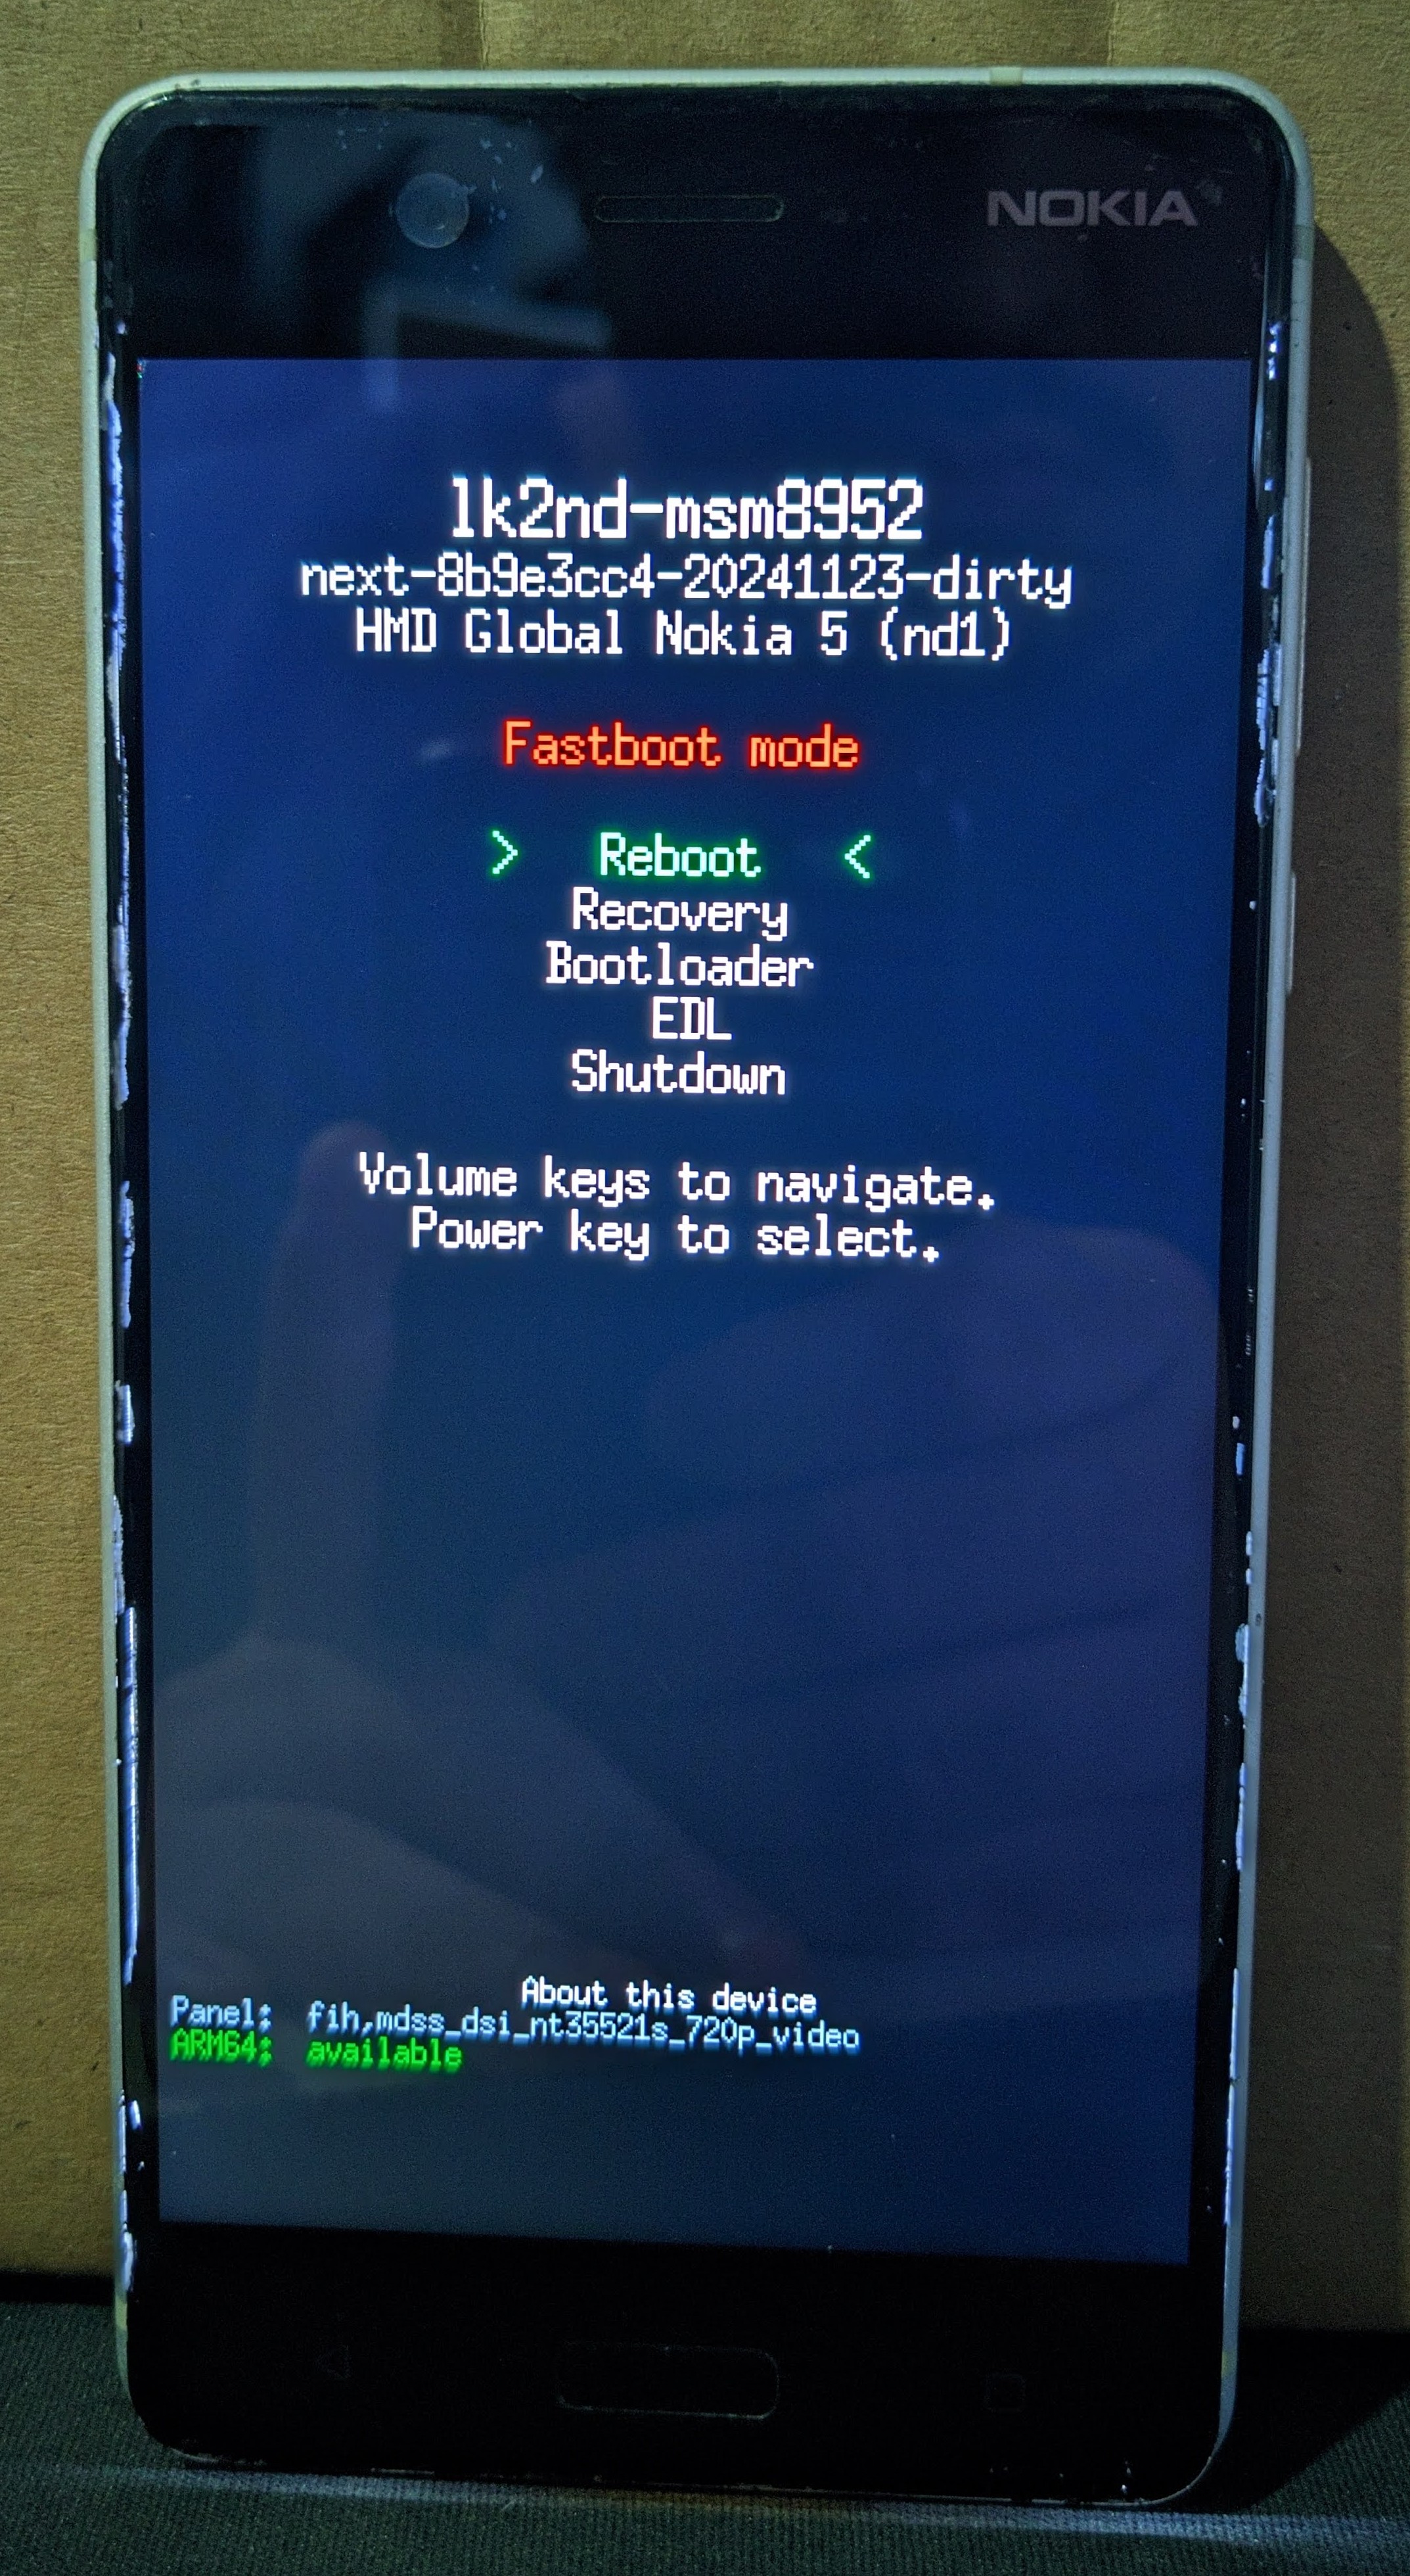 NOKIA
lk2nd-msm8952
next-8b9e3cc4-20241123-dirty
HMD Global Nokia 5 (nd1)
Fastboot mode
> Reboot <
Recovery
Bootloader
EDL
Shutdown
Volume keys to navigate.
Power key to select.
About this device
Panel: fih,mdss_dsi_nt35521s_720p_video
ARM64: available